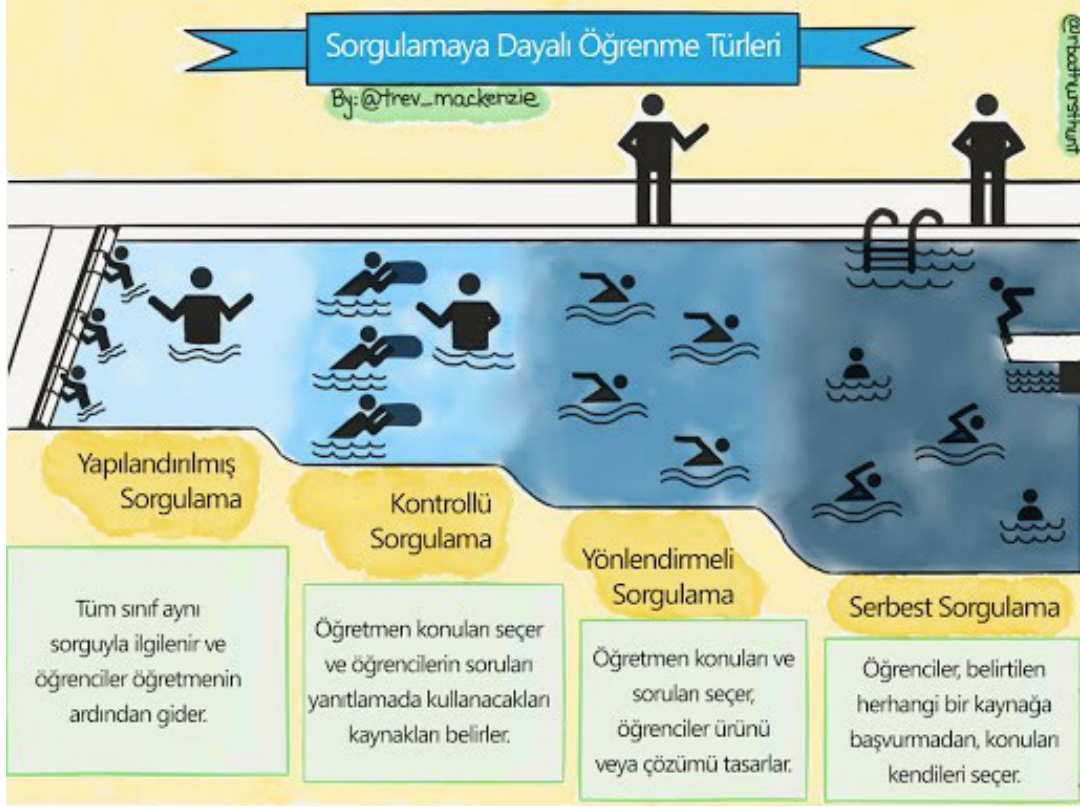 Sorgulamaya Dayalı Öğrenme Türleri
By: @trev_mackenzie
@rbathursthunt
Yapılandırılmış
Sorgulama
Tüm sınıf aynı
sorguyla ilgilenir ve
öğrenciler öğretmenin
ardından gider.
Kontrollü
Sorgulama
Öğretmen konuları seçer
ve öğrencilerin soruları
yanıtlamada kullanacakları
kaynakları belirler.
Yönlendirmeli
Sorgulama
Öğretmen konuları ve
soruları seçer,
öğrenciler ürünü
veya çözümü tasarlar.
Serbest Sorgulama
Öğrenciler, belirtilen
herhangi bir kaynağa
başvurmadan, konuları
kendileri seçer.